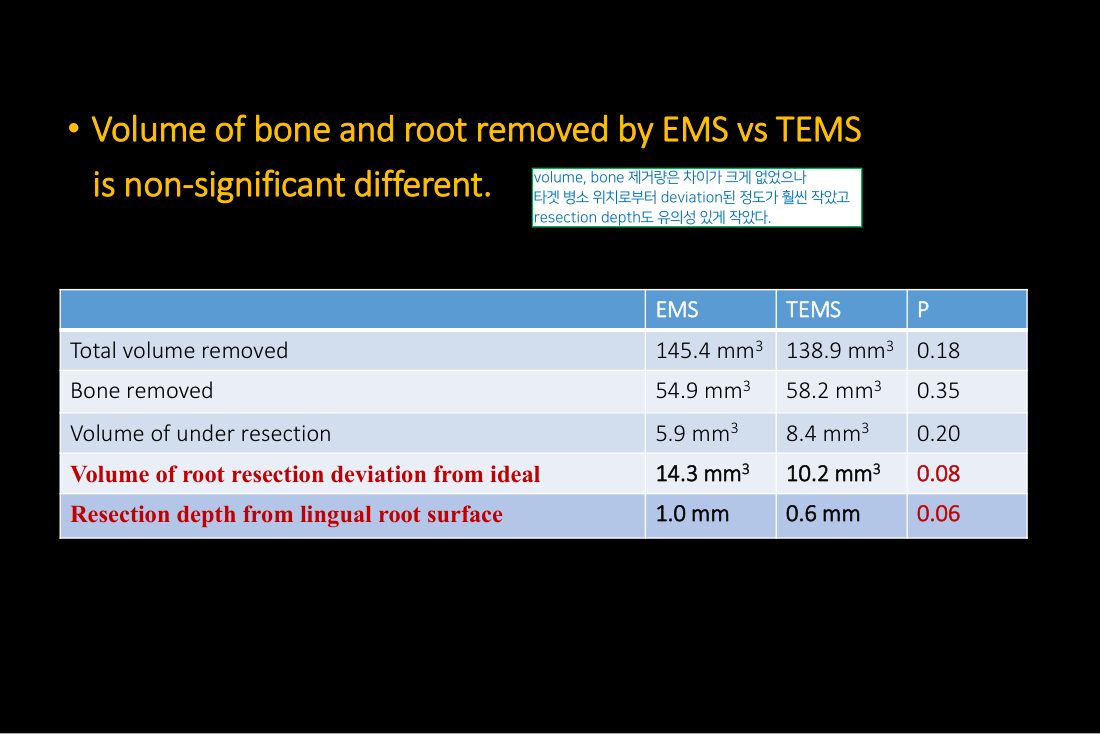 • Volume of bone and root removed by EMS vs TEMS
is non-significant different.
volume, bone 제거량은 차이가 크게 없었으나
타겟 병소 위치로부터 deviation된 정도가 훨씬 작았고
resection depth도 유의성 있게 작았다.
EMS TEMS P
Total volume removed 145.4 mm³ 138.9 mm³ 0.18
Bone removed 54.9 mm³ 58.2 mm³ 0.35
Volume of under resection 5.9 mm³ 8.4 mm³ 0.20
Volume of root resection deviation from ideal 14.3 mm³ 10.2 mm³ 0.08
Resection depth from lingual root surface 1.0 mm 0.6 mm 0.06